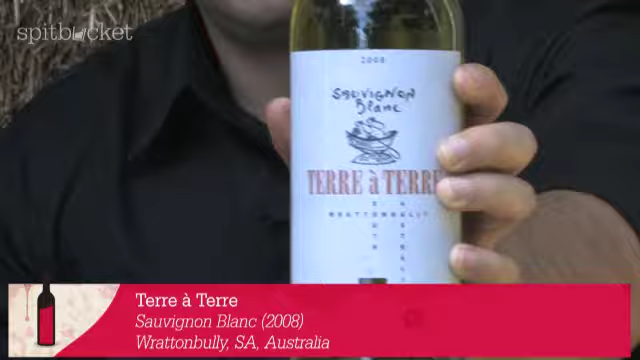 spitbucket
2008
Sauvignon
Blanc
TERRE à TERRE
WRATTONBULLY
Terre à Terre
Sauvignon Blanc (2008)
Wrattonbully, SA, Australia